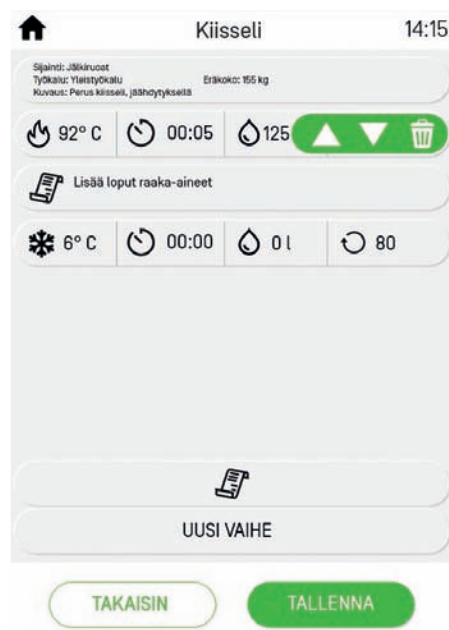 Kiisseli 14:15
Sijainti: Jälkiruoat
Työkalu: Yleistyökalu Eräkoko: 155 kg
Kuvaus: Perus kiisseli, jäähdytyksellä
92° C 00:05 125
Lisää loput raaka-aineet
6° C 00:00 0 l 80
UUSI VAIHE
TAKAISIN TALLENNA